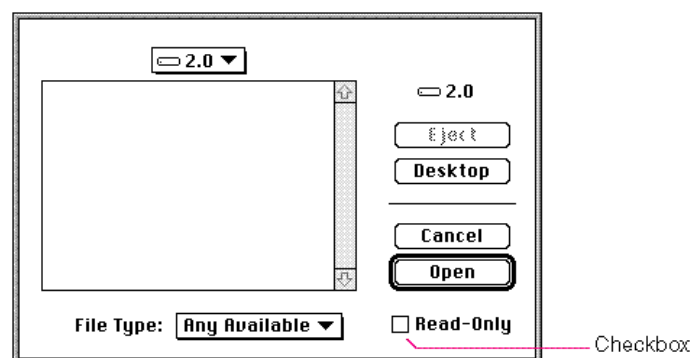 2.0
2.0
Eject
Desktop
Cancel
Open
File Type: Any Available
Read-Only
Checkbox